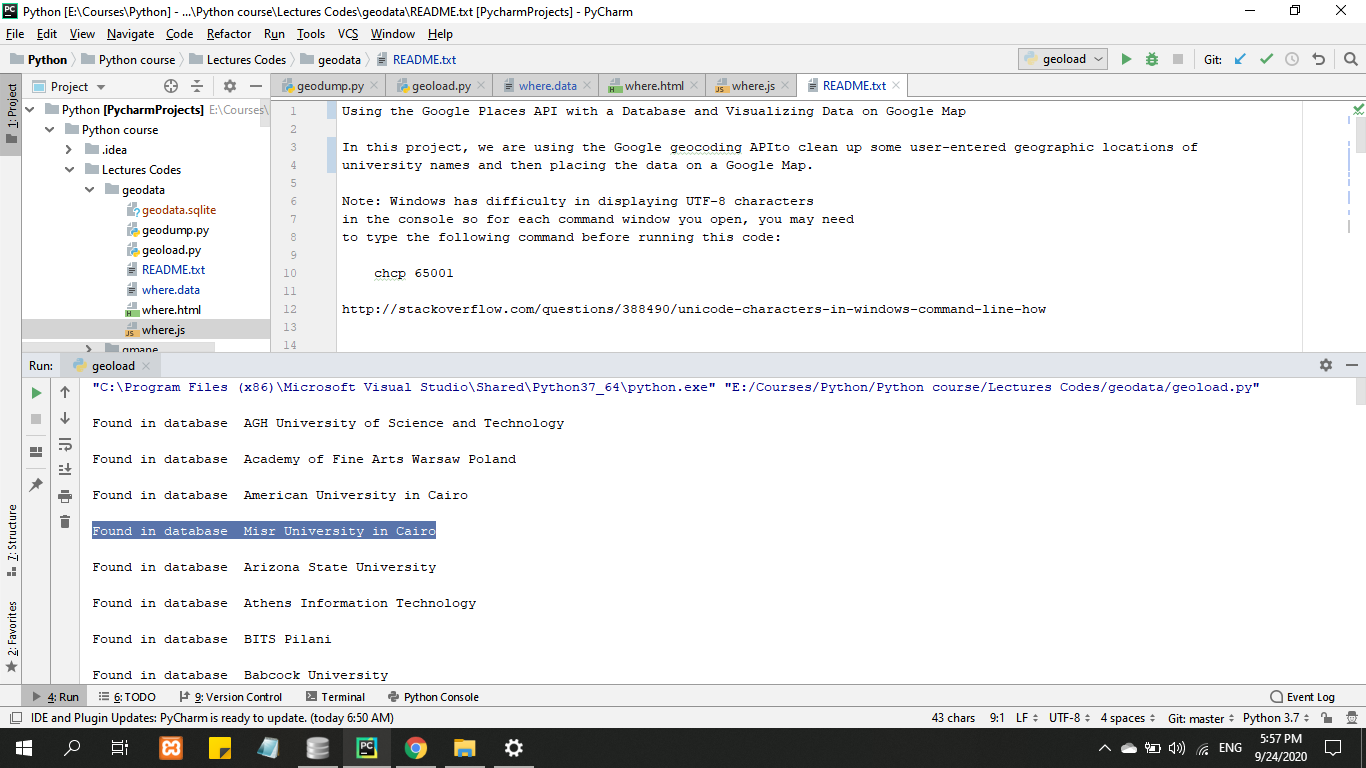 Python [E:\Courses\Python] - ...\Python course\Lectures Codes\geodata\README.txt [PycharmProjects] - PyCharm
File Edit View Navigate Code Refactor Run Tools VCS Window Help
Python Python course Lectures Codes geodata README.txt geoload Git:
1: Project
Project
geodump.py geoload.py where.data where.html where.js README.txt
Python [PycharmProjects] E:\Courses\
Python course
.idea
Lectures Codes
geodata
geodata.sqlite
geodump.py
geoload.py
README.txt
where.data
where.html
where.js
gmane
1 Using the Google Places API with a Database and Visualizing Data on Google Map
2
3 In this project, we are using the Google geocoding APIto clean up some user-entered geographic locations of
4 university names and then placing the data on a Google Map.
5
6 Note: Windows has difficulty in displaying UTF-8 characters
7 in the console so for each command window you open, you may need
8 to type the following command before running this code:
9
10 chcp 65001
11
12 http://stackoverflow.com/questions/388490/unicode-characters-in-windows-command-line-how
13
14
Run: geoload
"C:\Program Files (x86)\Microsoft Visual Studio\Shared\Python37_64\python.exe" "E:/Courses/Python/Python course/Lectures Codes/geodata/geoload.py"
Found in database  AGH University of Science and Technology
Found in database  Academy of Fine Arts Warsaw Poland
Found in database  American University in Cairo
Found in database  Misr University in Cairo
Found in database  Arizona State University
Found in database  Athens Information Technology
Found in database  BITS Pilani
Found in database  Babcock University
7: Structure
2: Favorites
4: Run 6: TODO 9: Version Control Terminal Python Console Event Log
IDE and Plugin Updates: PyCharm is ready to update. (today 6:50 AM) 43 chars 9:1 LF UTF-8 4 spaces Git: master Python 3.7
PC
ENG
5:57 PM
9/24/2020